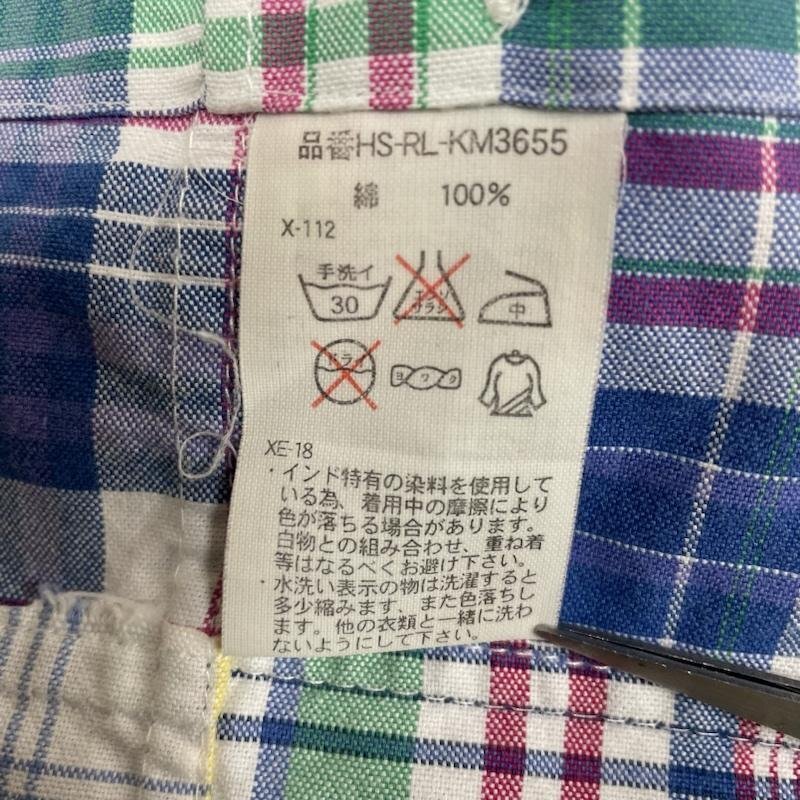 品番HS-RL-KM3655
綿 100%
X-112
手洗イ
30
エンソ
サラシ
中
ドライ
ヨワク
XE-18
・インド特有の染料を使用して
いる為、着用中の摩擦により
色が落ちる場合があります。
白物との組み合わせ、重ね着
等はなるべくお避け下さい。
・水洗い表示の物は洗濯すると
多少縮みます、また色落ちし
ます。他の衣類と一緒に洗わ
ないようにして下さい。